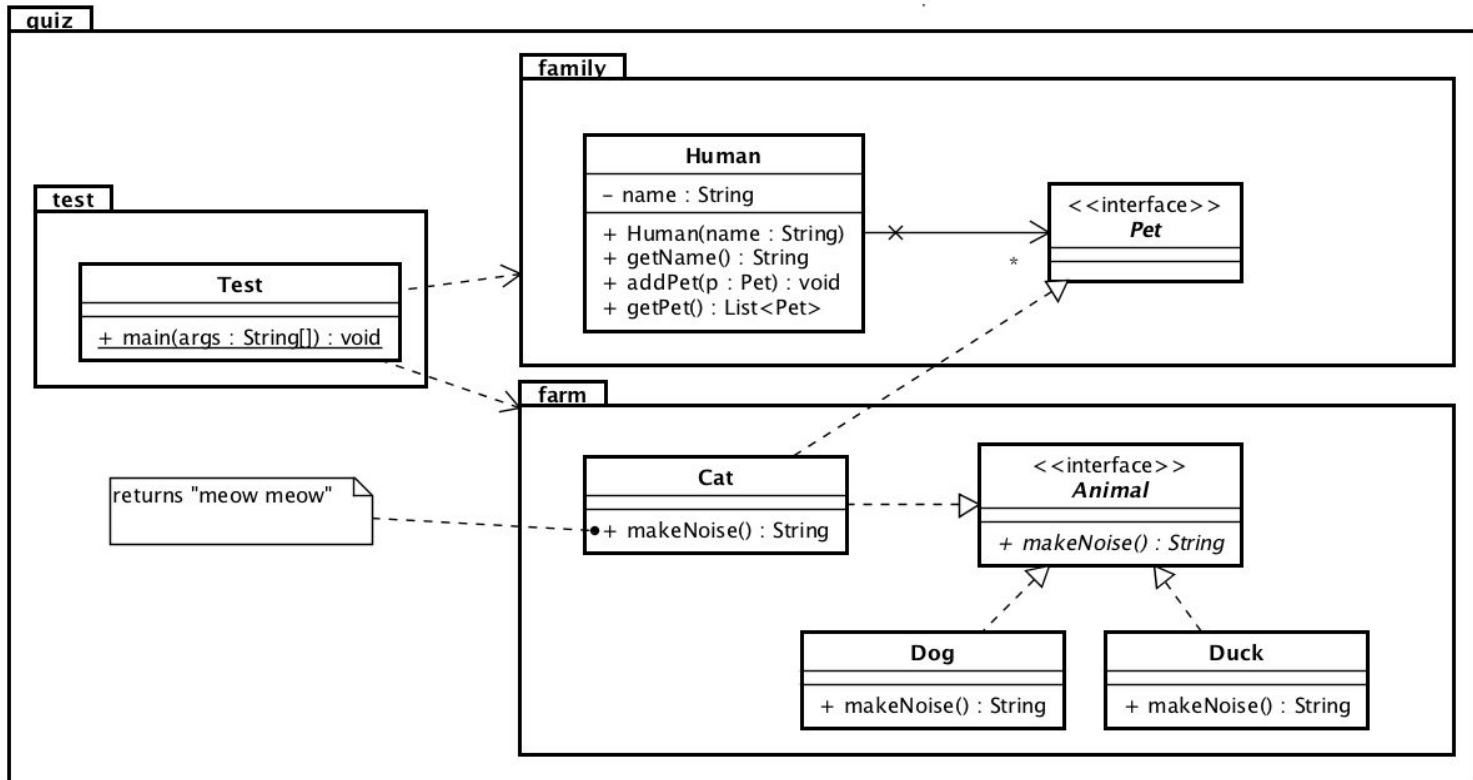 quiz
family
Human
- name : String
+ Human(name : String)
+ getName() : String
+ addPet(p : Pet) : void
+ getPet() : List<Pet>
*
<<interface>>
Pet
test
Test
+ main(args : String[]) : void
farm
returns "meow meow"
Cat
+ makeNoise() : String
<<interface>>
Animal
+ makeNoise() : String
Dog
+ makeNoise() : String
Duck
+ makeNoise() : String